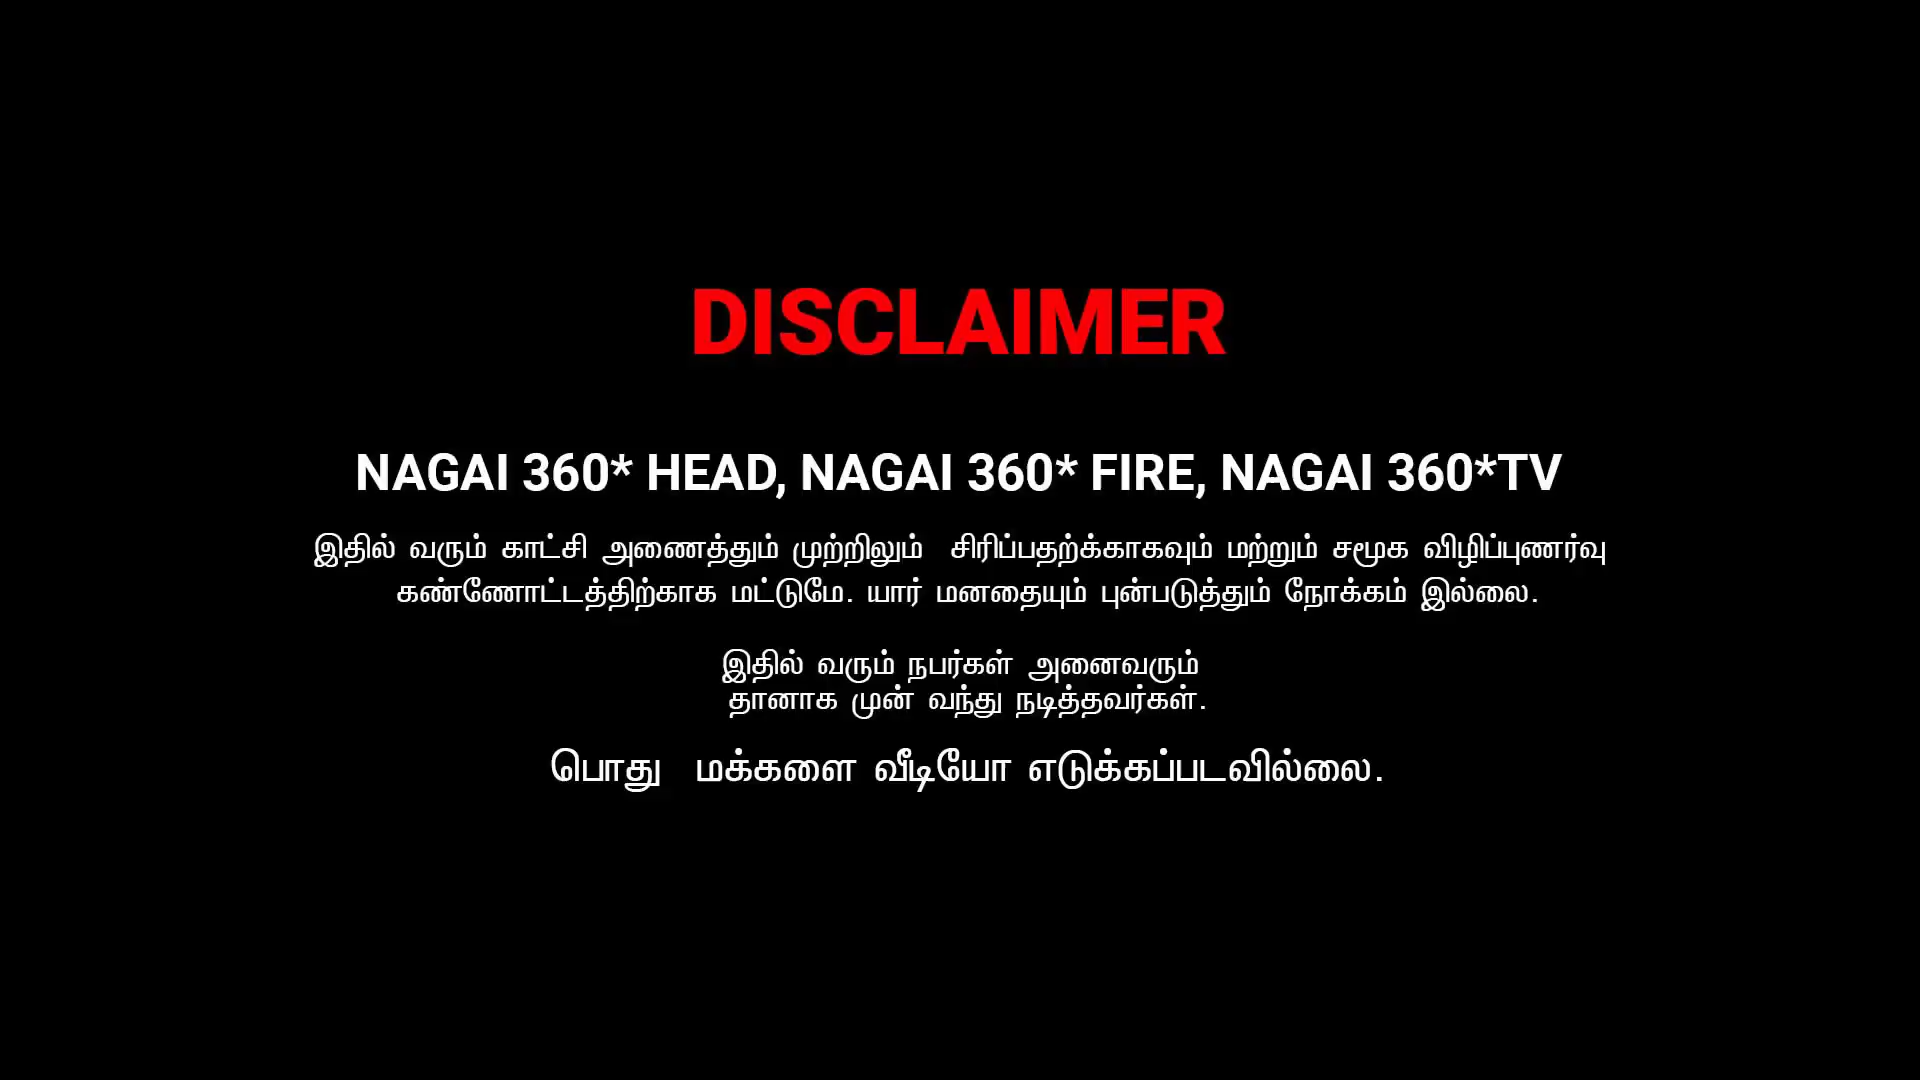 DISCLAIMER
NAGAI 360* HEAD, NAGAI 360* FIRE, NAGAI 360*TV
இதில் வரும் காட்சி அணைத்தும் முற்றிலும் சிரிப்பதற்க்காகவும் மற்றும் சமூக விழிப்புணர்வு
கண்ணோட்டத்திற்காக மட்டுமே. யார் மனதையும் புன்படுத்தும் நோக்கம் இல்லை.
இதில் வரும் நபர்கள் அனைவரும்
தானாக முன் வந்து நடித்தவர்கள்.
பொது மக்களை வீடியோ எடுக்கப்படவில்லை.